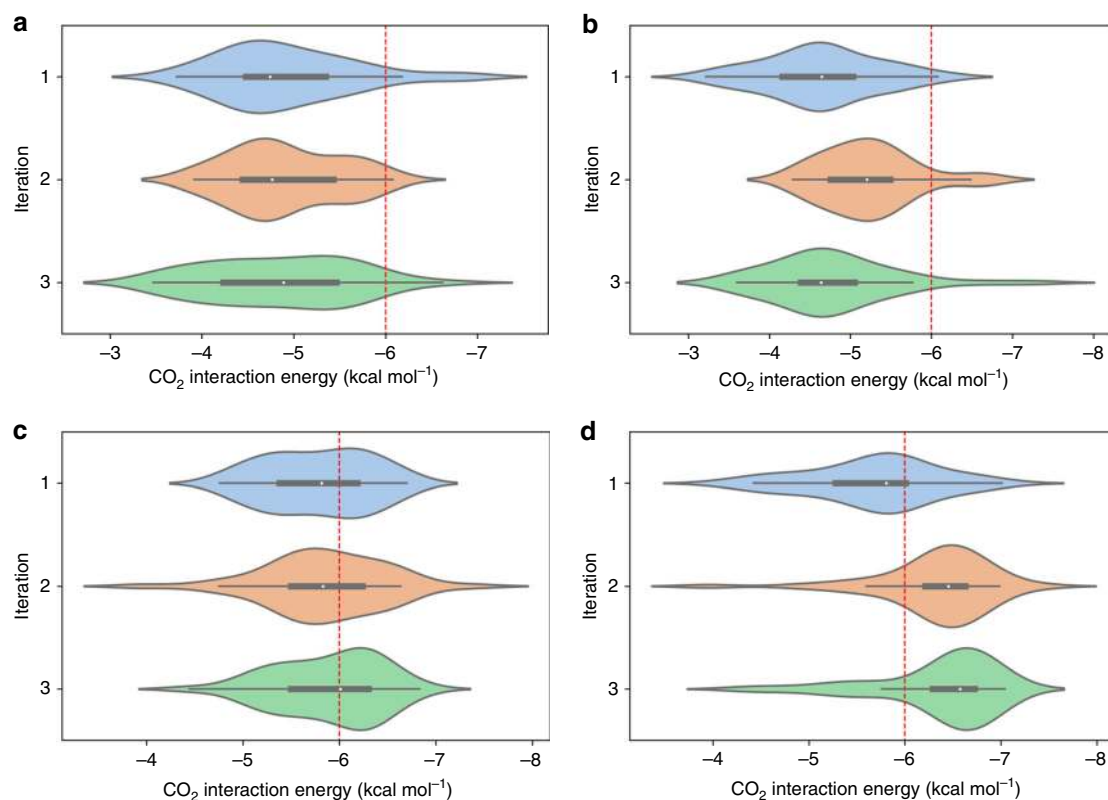 a
1
2
3
Iteration
–3 –4 –5 –6 –7
CO₂ interaction energy (kcal mol⁻¹)
b
1
2
3
Iteration
–3 –4 –5 –6 –7 –8
CO₂ interaction energy (kcal mol⁻¹)
c
1
2
3
Iteration
–4 –5 –6 –7 –8
CO₂ interaction energy (kcal mol⁻¹)
d
1
2
3
Iteration
–4 –5 –6 –7 –8
CO₂ interaction energy (kcal mol⁻¹)